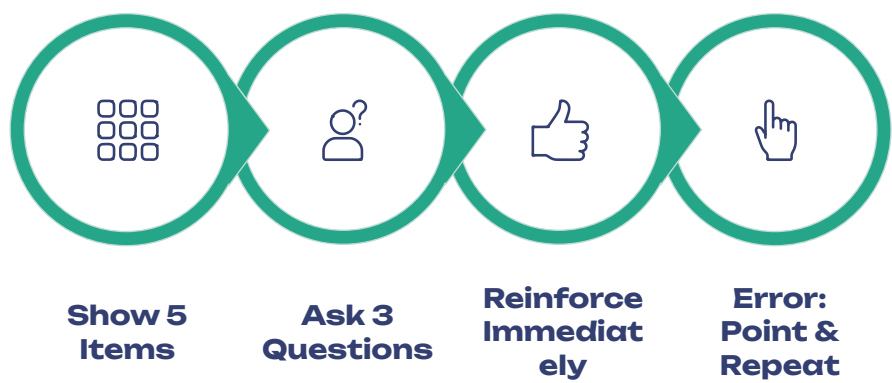 Show 5
Items
Ask 3
Questions
Reinforce
Immediat
ely
Error:
Point &
Repeat